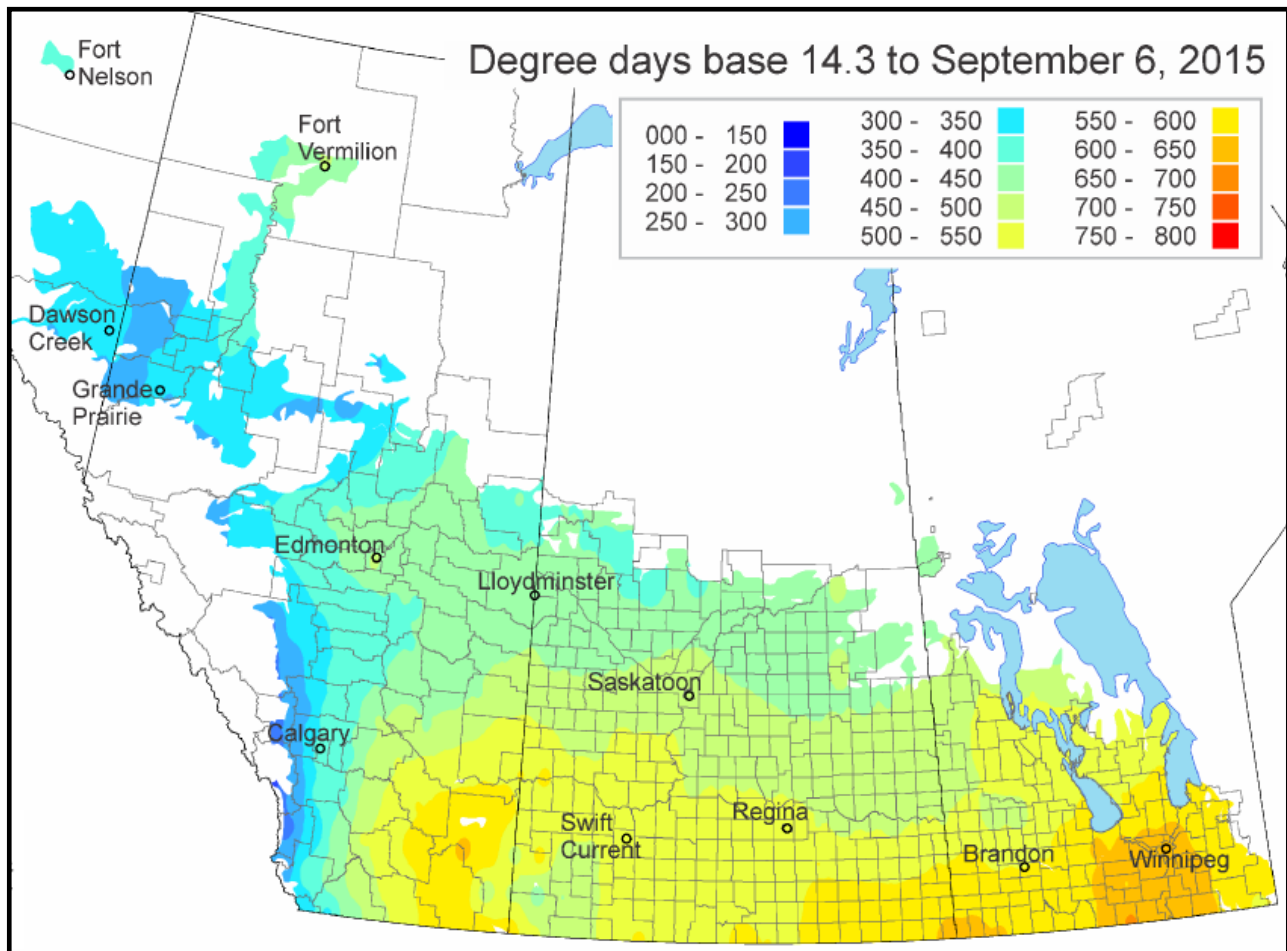 Degree days base 14.3 to September 6, 2015
000 - 150
150 - 200
200 - 250
250 - 300
300 - 350
350 - 400
400 - 450
450 - 500
500 - 550
550 - 600
600 - 650
650 - 700
700 - 750
750 - 800
Fort
Nelson
Fort
Vermilion
Dawson
Creek
Grande
Prairie
Edmonton
Lloydminster
Saskatoon
Calgary
Swift
Current
Regina
Brandon
Winnipeg